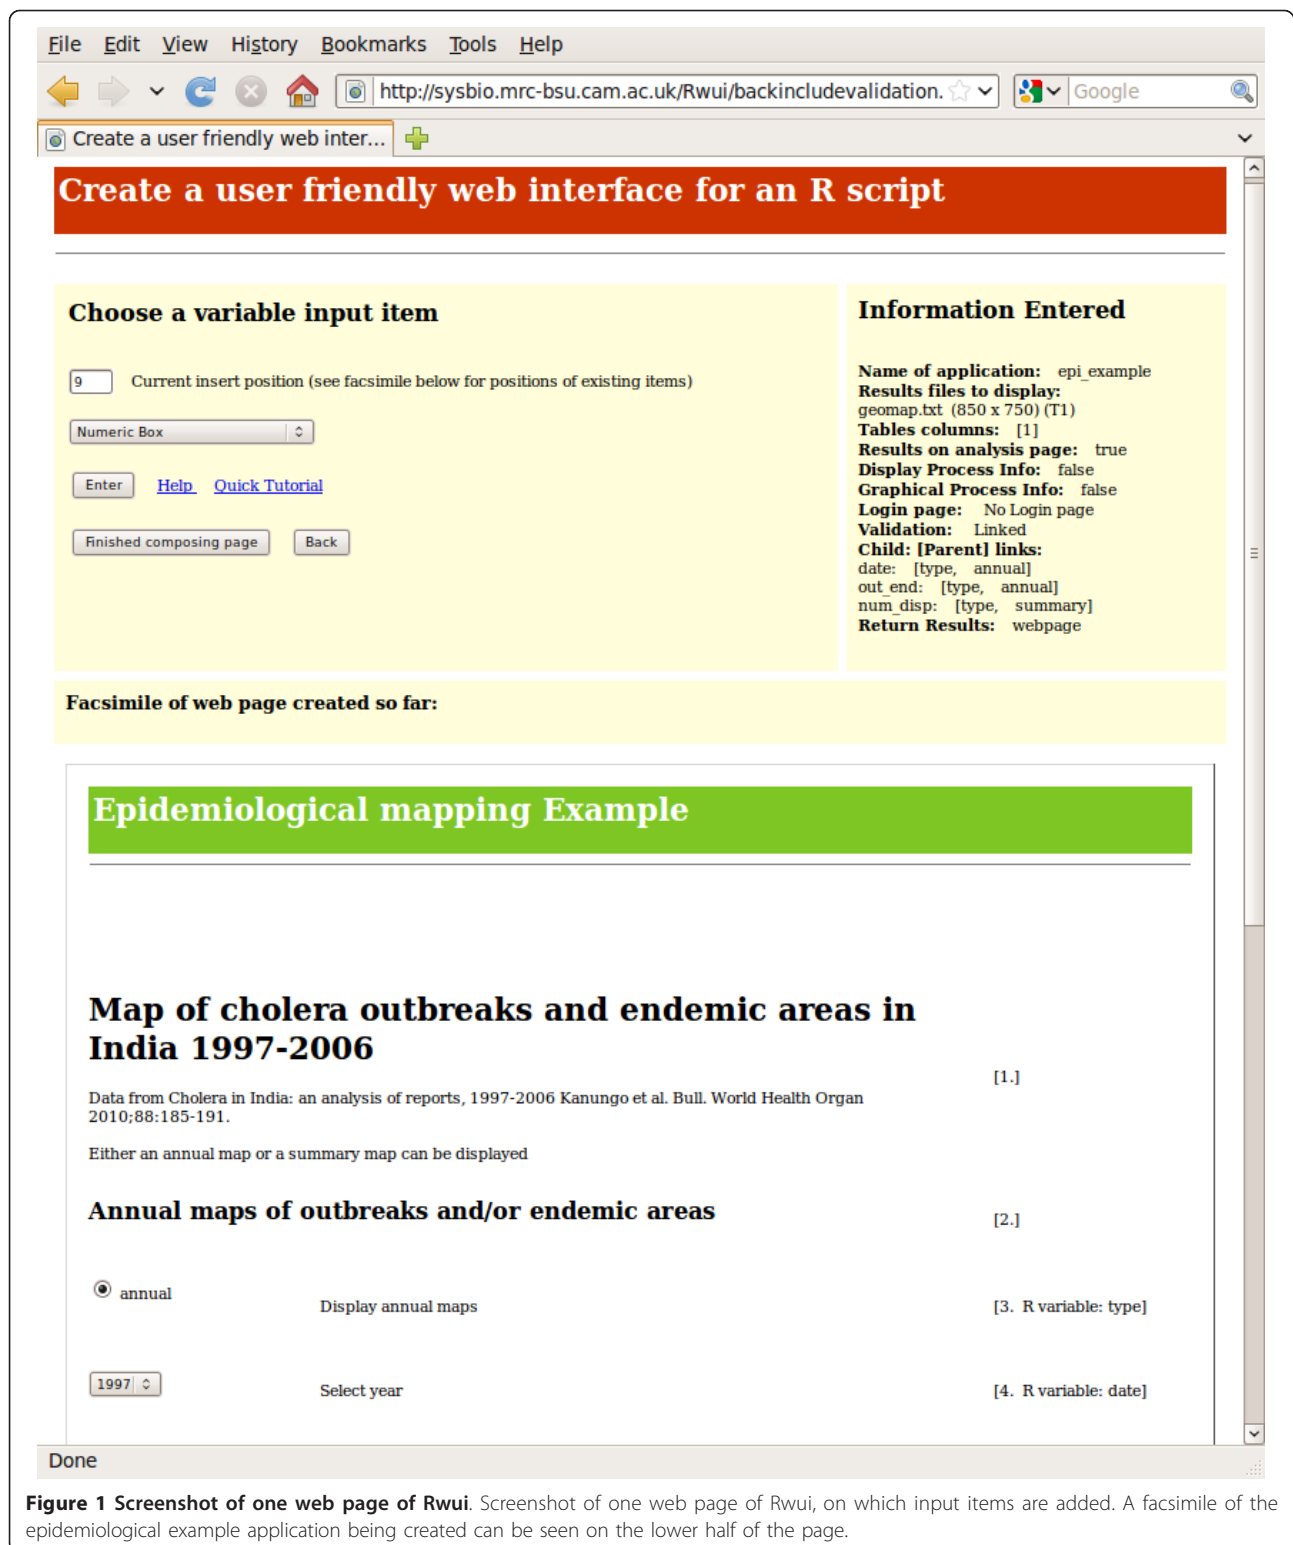 File Edit View History Bookmarks Tools Help
http://sysbio.mrc-bsu.cam.ac.uk/Rwui/backincludevalidation.
Google
Create a user friendly web inter...
Create a user friendly web interface for an R script
Choose a variable input item
9 Current insert position (see facsimile below for positions of existing items)
Numeric Box
Enter Help Quick Tutorial
Finished composing page Back
Information Entered
Name of application: epi_example
Results files to display:
geomap.txt (850 x 750) (T1)
Tables columns: [1]
Results on analysis page: true
Display Process Info: false
Graphical Process Info: false
Login page: No Login page
Validation: Linked
Child: [Parent] links:
date: [type, annual]
out_end: [type, annual]
num_disp: [type, summary]
Return Results: webpage
Facsimile of web page created so far:
Epidemiological mapping Example
Map of cholera outbreaks and endemic areas in
India 1997-2006
[1.]
Data from Cholera in India: an analysis of reports, 1997-2006 Kanungo et al. Bull. World Health Organ
2010;88:185-191.
Either an annual map or a summary map can be displayed
Annual maps of outbreaks and/or endemic areas [2.]
annual Display annual maps [3. R variable: type]
1997 Select year [4. R variable: date]
Done
Figure 1 Screenshot of one web page of Rwui. Screenshot of one web page of Rwui, on which input items are added. A facsimile of the
epidemiological example application being created can be seen on the lower half of the page.